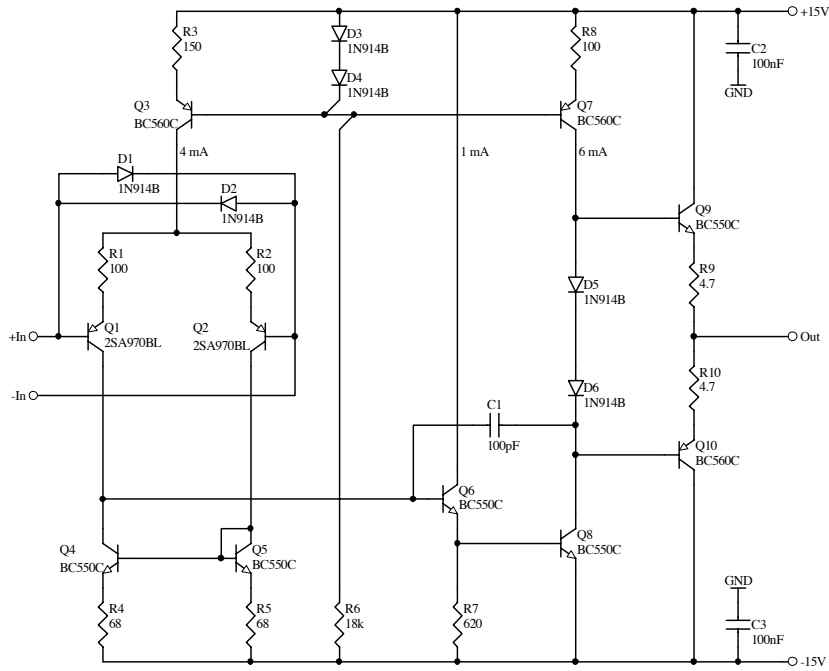 +15V
R3
150
D3
1N914B
D4
1N914B
R8
100
C2
100nF
GND
Q3
BC560C
Q7
BC560C
4 mA
1 mA
6 mA
D1
1N914B
D2
1N914B
Q9
BC550C
R1
100
R2
100
R9
4.7
D5
1N914B
+In
Q1
2SA970BL
Q2
2SA970BL
Out
-In
R10
4.7
D6
1N914B
C1
100pF
Q10
BC560C
Q6
BC550C
Q4
BC550C
Q5
BC550C
Q8
BC550C
GND
R4
68
R5
68
R6
18k
R7
620
C3
100nF
-15V